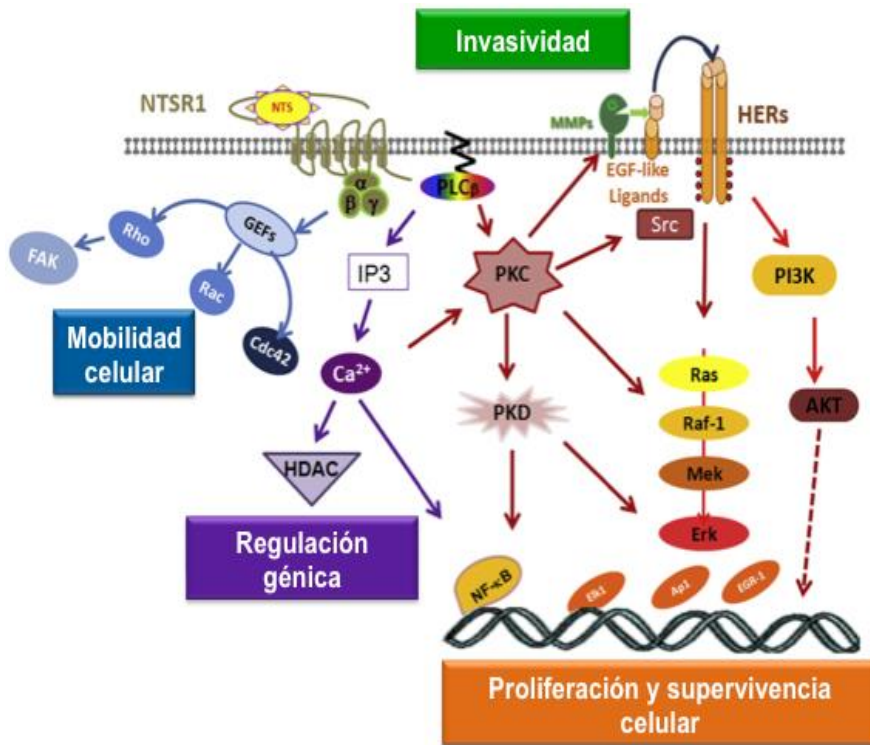 Invasividad
NTSR1
NTS
MMPs
HERs
EGF-like
Ligands
α
β γ
PLCβ
Src
GEFs
Rho
FAK
Rac
Cdc42
IP3
PKC
PI3K
Mobilidad
celular
Ca²⁺
PKD
Ras
Raf-1
Mek
Erk
AKT
HDAC
Regulación
génica
NF-κB
Elk1
Ap1
EGR-1
Proliferación y supervivencia
celular